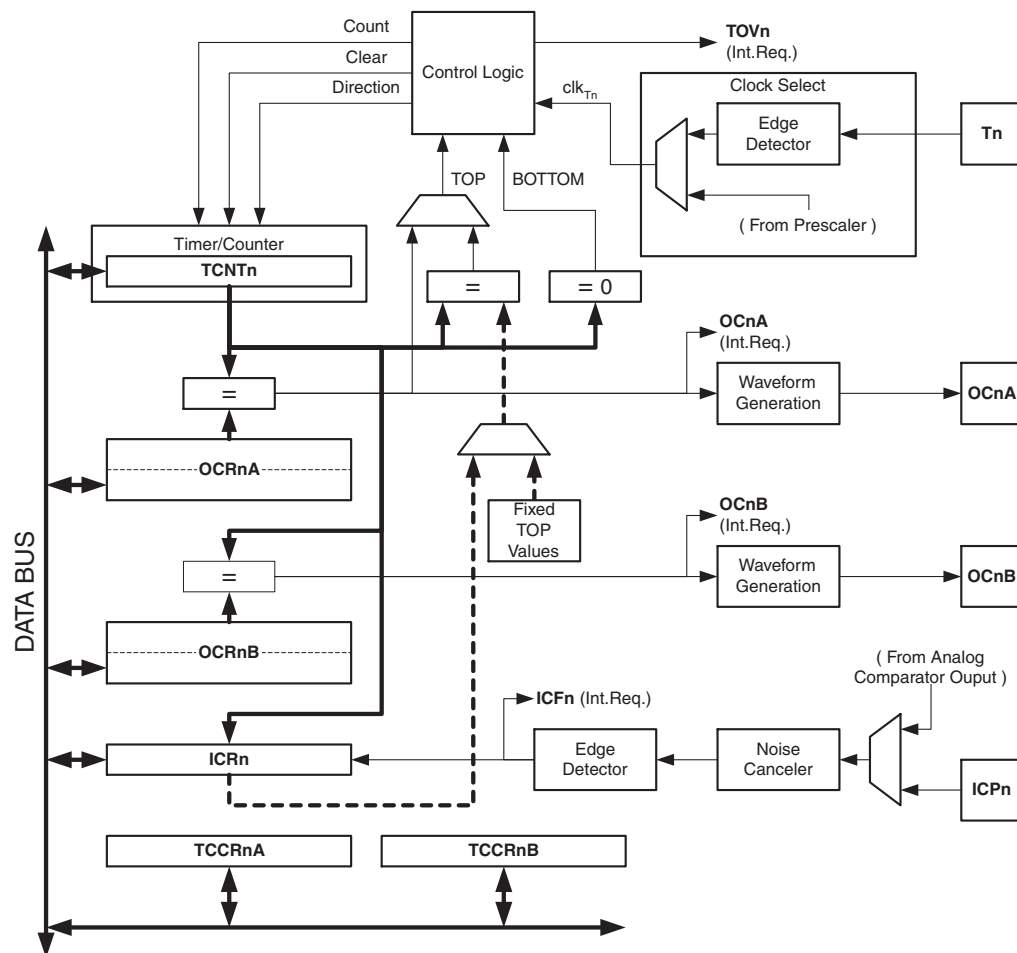 Count
Clear
Direction
Control Logic
TOVn
(Int.Req.)
clkTn
Clock Select
Edge
Detector
Tn
( From Prescaler )
TOP
BOTTOM
Timer/Counter
TCNTn
=
= 0
=
OCnA
(Int.Req.)
Waveform
Generation
OCnA
OCRnA
Fixed
TOP
Values
OCnB
(Int.Req.)
=
Waveform
Generation
OCnB
OCRnB
DATA BUS
( From Analog
Comparator Ouput )
ICFn (Int.Req.)
ICRn
Edge
Detector
Noise
Canceler
ICPn
TCCRnA
TCCRnB